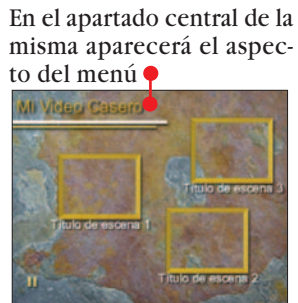 En el apartado central de la
misma aparecerá el aspec-
to del menú
Mi Video Casero
Título de escena 3
Título de escena 1
Título de escena 2